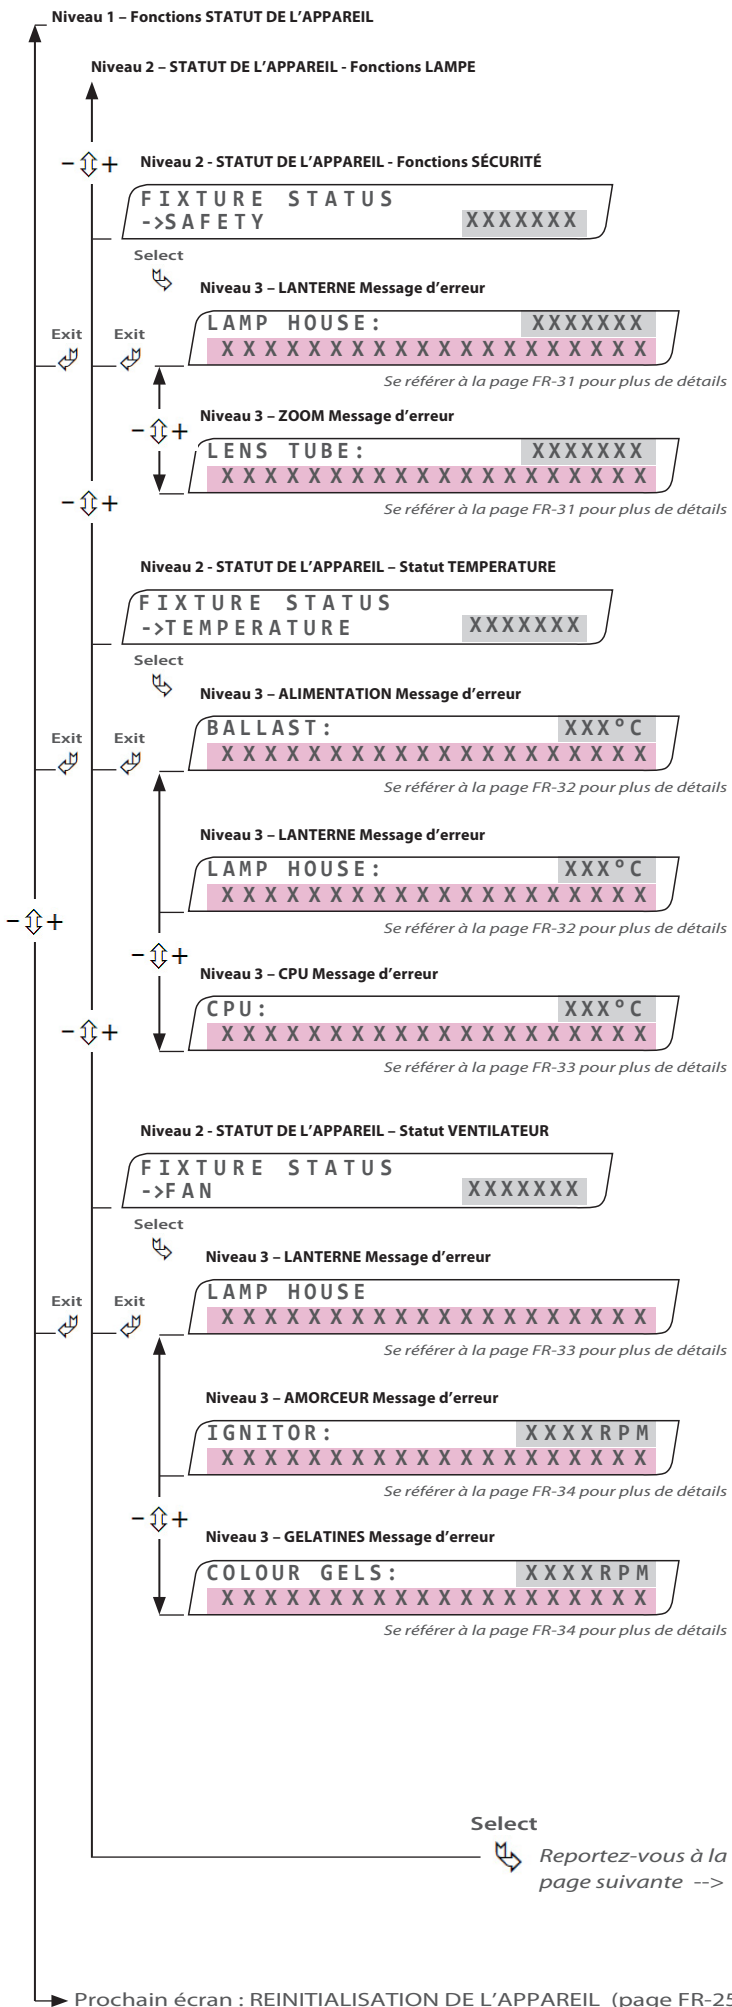 Niveau 1 – Fonctions STATUT DE L'APPAREIL
Niveau 2 – STATUT DE L'APPAREIL - Fonctions LAMPE
– +
Niveau 2 - STATUT DE L'APPAREIL - Fonctions SÉCURITÉ
FIXTURE STATUS
->SAFETY XXXXXXX
Select
Niveau 3 – LANTERNE Message d'erreur
Exit Exit
LAMP HOUSE: XXXXXXX
XXXXXXXXXXXXXXXXXXXX
Se référer à la page FR-31 pour plus de détails
Niveau 3 – ZOOM Message d'erreur
– +
LENS TUBE: XXXXXXX
XXXXXXXXXXXXXXXXXXXX
– +
Se référer à la page FR-31 pour plus de détails
Niveau 2 - STATUT DE L'APPAREIL – Statut TEMPERATURE
FIXTURE STATUS
->TEMPERATURE XXXXXXX
Select
Niveau 3 – ALIMENTATION Message d'erreur
Exit Exit
BALLAST: XXX°C
XXXXXXXXXXXXXXXXXXXX
Se référer à la page FR-32 pour plus de détails
Niveau 3 – LANTERNE Message d'erreur
LAMP HOUSE: XXX°C
XXXXXXXXXXXXXXXXXXXX
– +
Se référer à la page FR-32 pour plus de détails
– +
Niveau 3 – CPU Message d'erreur
CPU: XXX°C
XXXXXXXXXXXXXXXXXXXX
– +
Se référer à la page FR-33 pour plus de détails
Niveau 2 - STATUT DE L'APPAREIL – Statut VENTILATEUR
FIXTURE STATUS
->FAN XXXXXXX
Select
Niveau 3 – LANTERNE Message d'erreur
Exit Exit
LAMP HOUSE
XXXXXXXXXXXXXXXXXXXX
Se référer à la page FR-33 pour plus de détails
Niveau 3 – AMORCEUR Message d'erreur
IGNITOR: XXXXRPM
XXXXXXXXXXXXXXXXXXXX
Se référer à la page FR-34 pour plus de détails
– +
Niveau 3 – GELATINES Message d'erreur
COLOUR GELS: XXXXRPM
XXXXXXXXXXXXXXXXXXXX
Se référer à la page FR-34 pour plus de détails
Select
Reportez-vous à la
page suivante -->
Prochain écran : REINITIALISATION DE L'APPAREIL (page FR-25